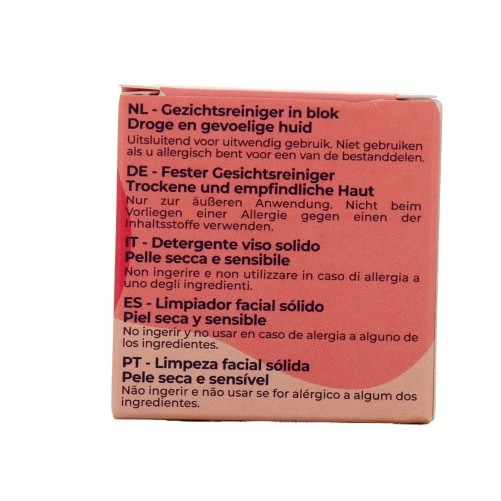 NL - Gezichtsreiniger in blok
Droge en gevoelige huid
Uitsluitend voor uitwendig gebruik. Niet gebruiken
als u allergisch bent voor een van de bestanddelen.
DE - Fester Gesichtsreiniger
Trockene und empfindliche Haut
Nur zur äußeren Anwendung. Nicht beim
Vorliegen einer Allergie gegen einen der
Inhaltsstoffe verwenden.
IT - Detergente viso solido
Pelle secca e sensibile
Non ingerire e non utilizzare in caso di allergia a
uno degli ingredienti.
ES - Limpiador facial sólido
Piel seca y sensible
No ingerir y no usar en caso de alergia a alguno de
los ingredientes.
PT - Limpeza facial sólida
Pele seca e sensível
Não ingerir e não usar se for alérgico a algum dos
ingredientes.